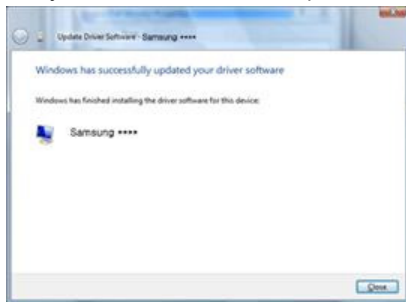 Update Driver Software - Samsung ****
Windows has successfully updated your driver software
Windows has finished installing the driver software for this device:
Samsung ****
Close